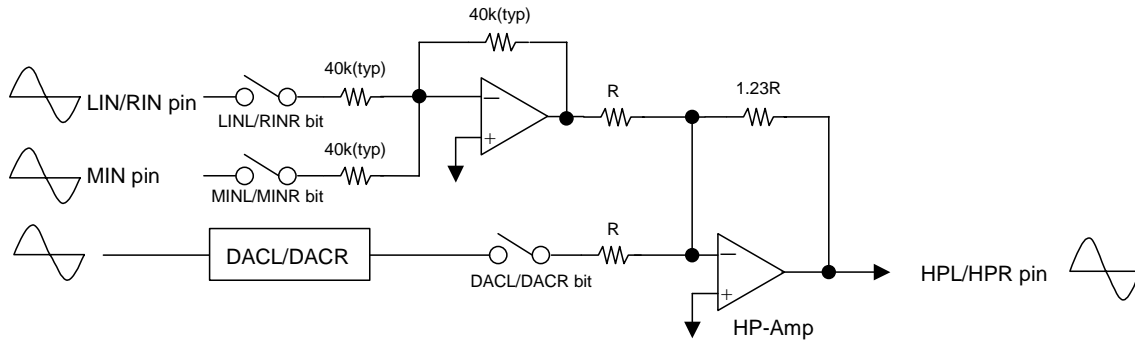 40k(typ)
40k(typ)
LIN/RIN pin
LINL/RINR bit
−
+
R
1.23R
40k(typ)
MIN pin
MINL/MINR bit
R
DACL/DACR
DACL/DACR bit
−
+
HP-Amp
HPL/HPR pin